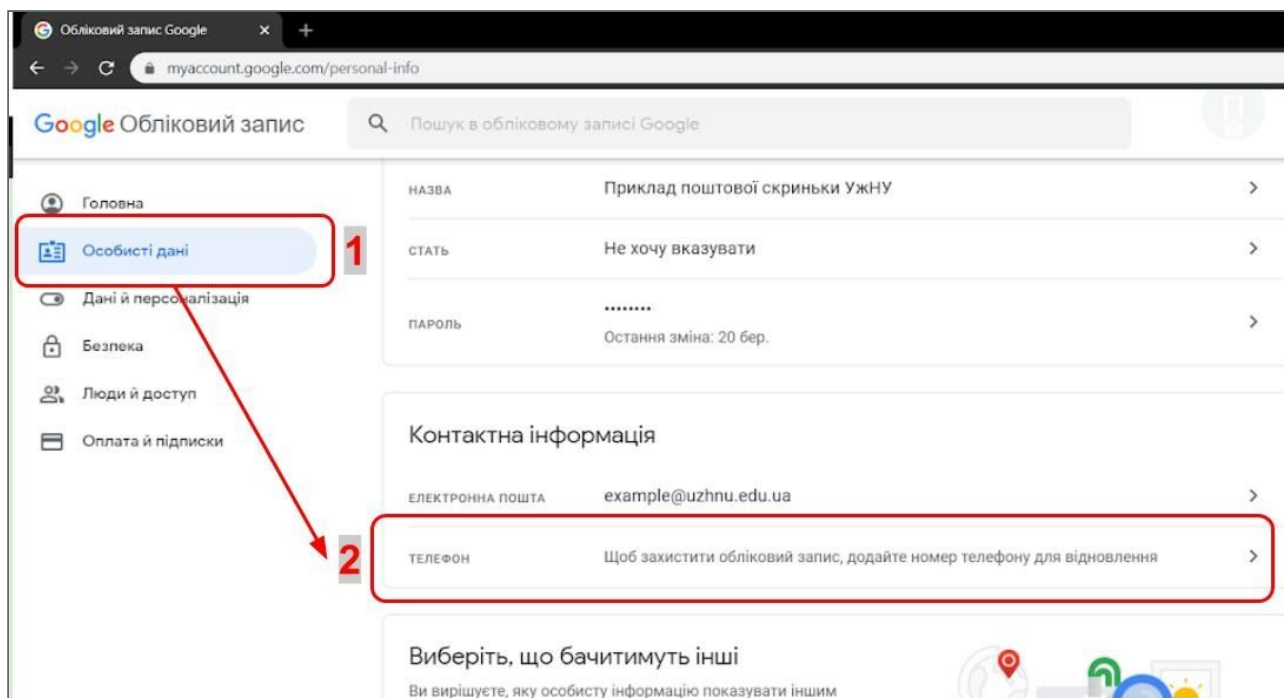 Обліковий запис Google
myaccount.google.com/personal-info
Google Обліковий запис
Пошук в обліковому записі Google
Головна
Особисті дані
1
Дані й персоналізація
Безпека
Люди й доступ
Оплата й підписки
НАЗВА Приклад поштової скриньки УжНУ
СТАТЬ Не хочу вказувати
ПАРОЛЬ ••••••••
Остання зміна: 20 бер.
Контактна інформація
ЕЛЕКТРОННА ПОШТА example@uzhnu.edu.ua
2
ТЕЛЕФОН Щоб захистити обліковий запис, додайте номер телефону для відновлення
Виберіть, що бачитимуть інші
Ви вирішуєте, яку особисту інформацію показувати іншим